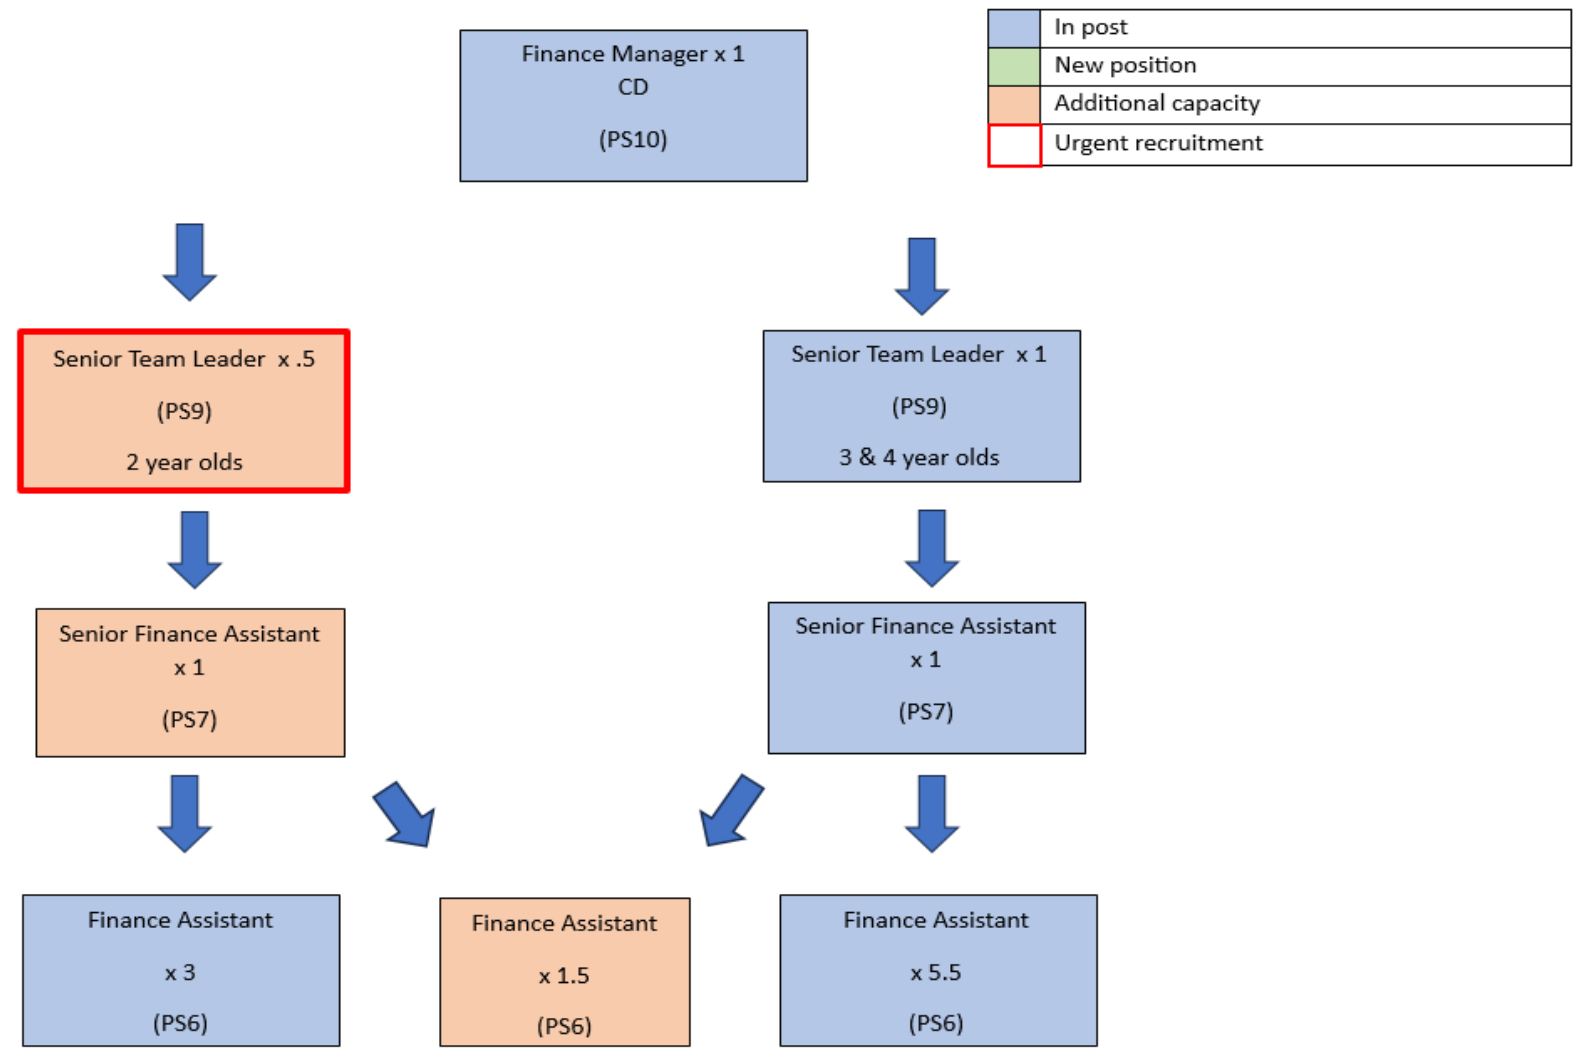 Finance Manager x 1
CD
(PS10)
In post
New position
Additional capacity
Urgent recruitment
Senior Team Leader  x .5
(PS9)
2 year olds
Senior Team Leader  x 1
(PS9)
3 & 4 year olds
Senior Finance Assistant
x 1
(PS7)
Senior Finance Assistant
x 1
(PS7)
Finance Assistant
x 3
(PS6)
Finance Assistant
x 1.5
(PS6)
Finance Assistant
x 5.5
(PS6)